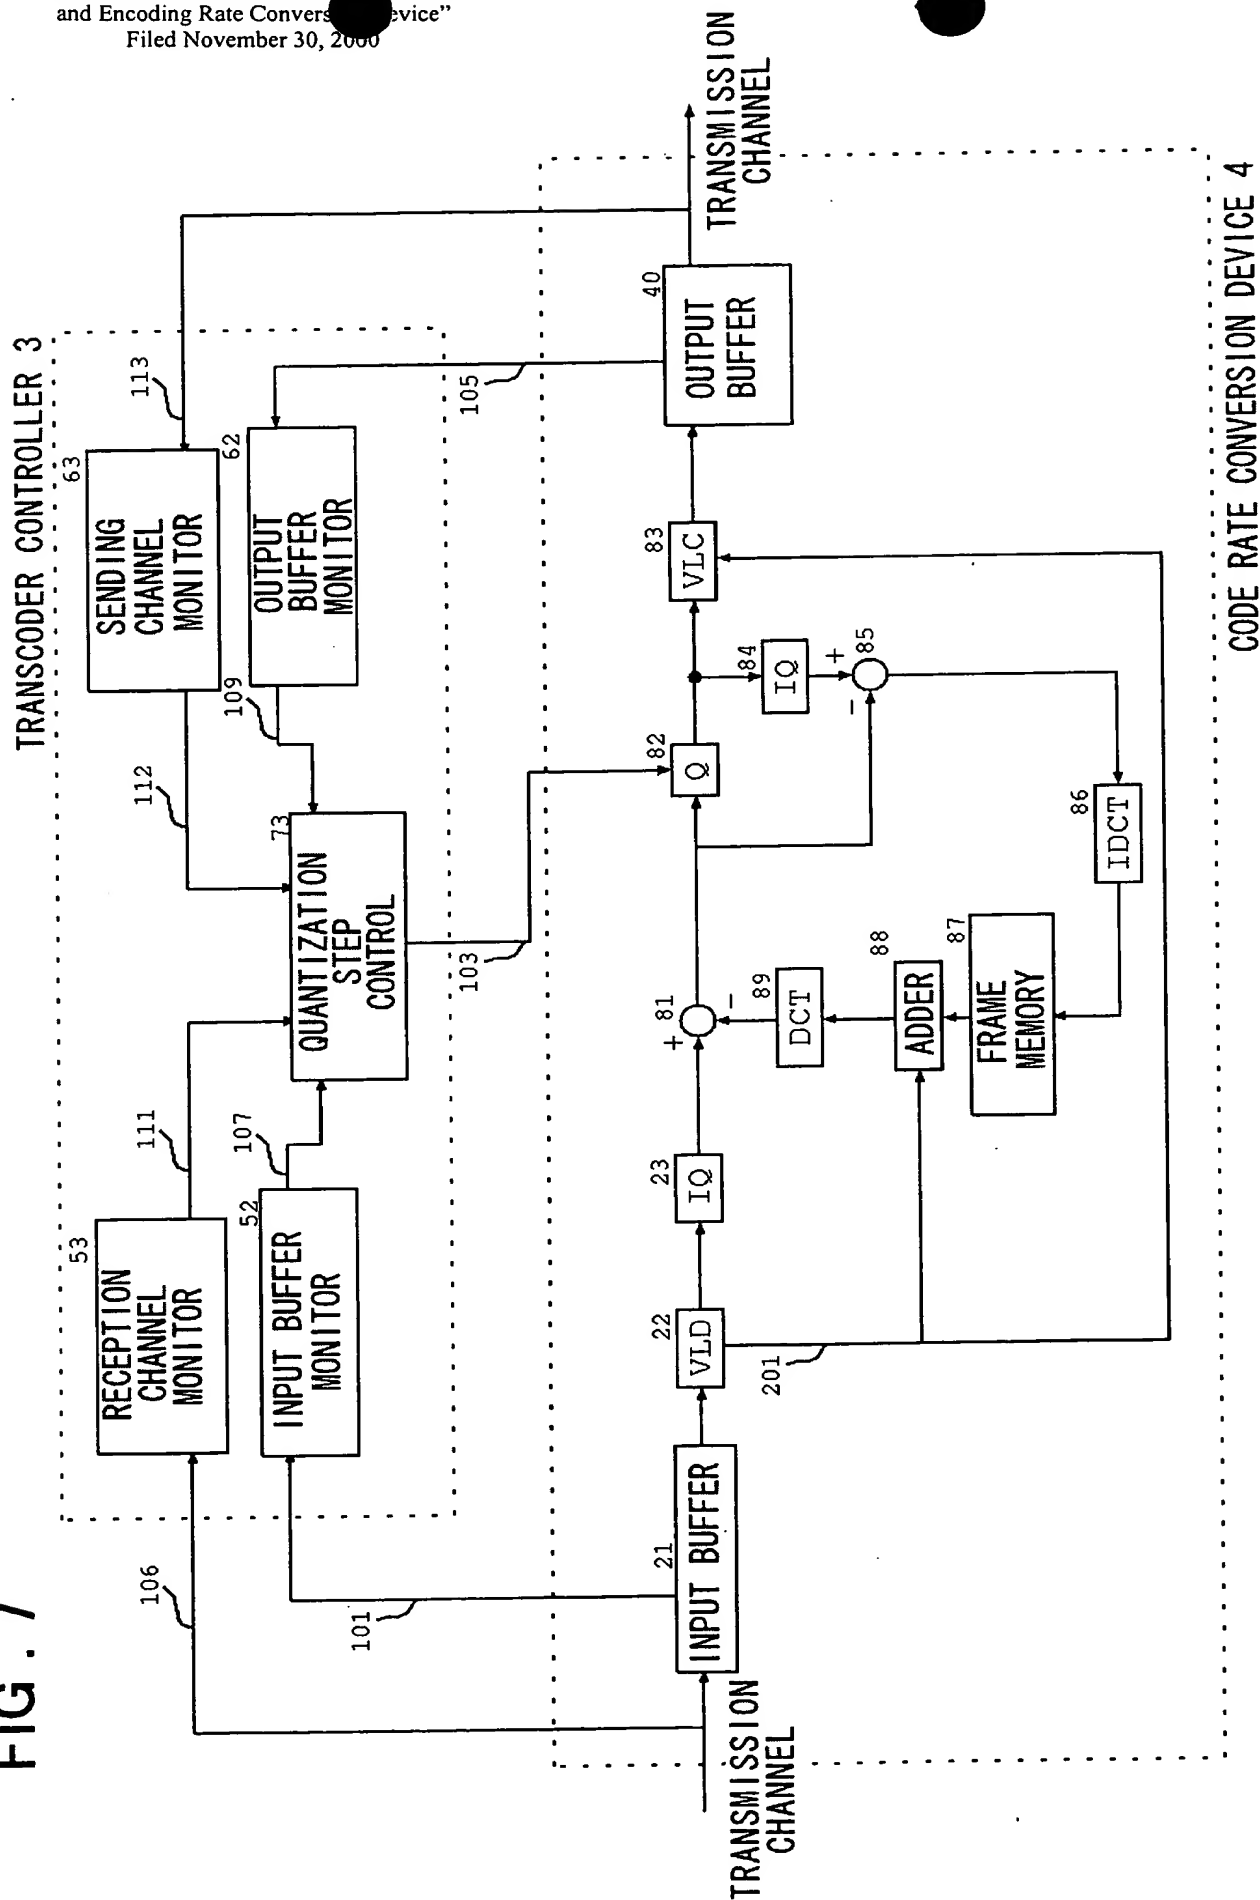 and Encoding Rate Convers
evice”
Filed November 30, 2000
FIG. 7
TRANSCODER CONTROLLER 3
53
RECEPTION
CHANNEL
MONITOR
63
SENDING
CHANNEL
MONITOR
52
INPUT BUFFER
MONITOR
62
OUTPUT
BUFFER
MONITOR
73
QUANTIZATION
STEP
CONTROL
106
111
112
113
107
109
101
103
105
TRANSMISSION
CHANNEL
21
INPUT BUFFER
22
VLD
23
IQ
+
81
-
82
Q
83
VLC
40
OUTPUT
BUFFER
TRANSMISSION
CHANNEL
84
IQ
+
85
-
201
89
DCT
88
ADDER
87
FRAME
MEMORY
86
IDCT
CODE RATE CONVERSION DEVICE 4